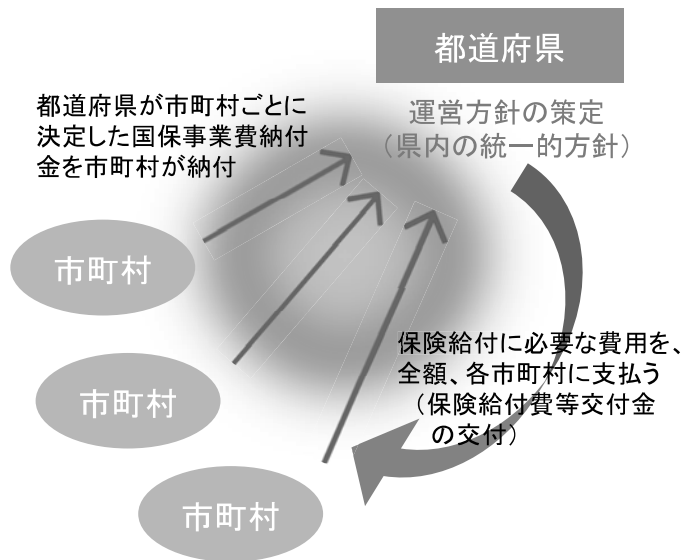 都道府県
運営方針の策定
（県内の統一的方針）
都道府県が市町村ごとに
決定した国保事業費納付
金を市町村が納付
市町村
市町村
市町村
保険給付に必要な費用を、
全額、各市町村に支払う
（保険給付費等交付金
の交付）